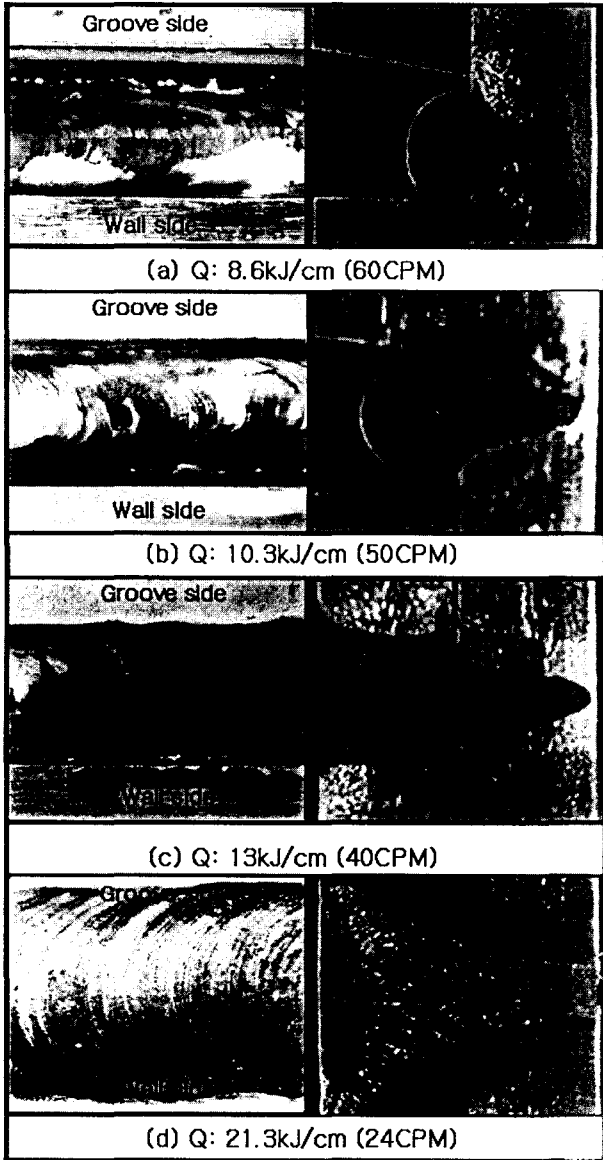 Groove side
Wall side
(a) Q: 8.6kJ/cm (60CPM)
Groove side
Wall side
(b) Q: 10.3kJ/cm (50CPM)
Groove side
Wall side
(c) Q: 13kJ/cm (40CPM)
(d) Q: 21.3kJ/cm (24CPM)